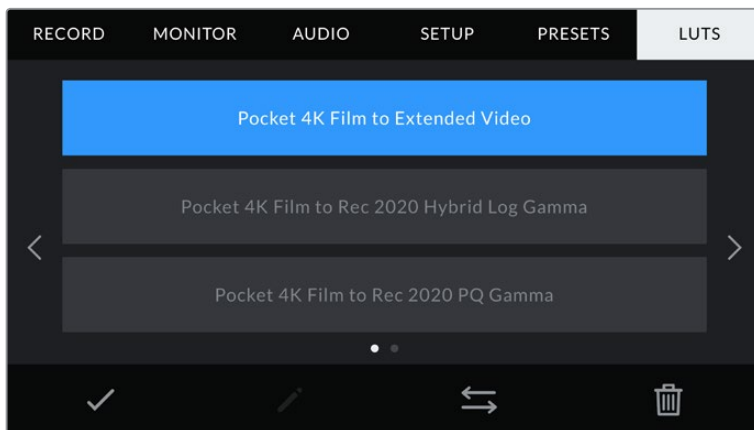 RECORD MONITOR AUDIO SETUP PRESETS LUTS
Pocket 4K Film to Extended Video
Pocket 4K Film to Rec 2020 Hybrid Log Gamma
Pocket 4K Film to Rec 2020 PQ Gamma